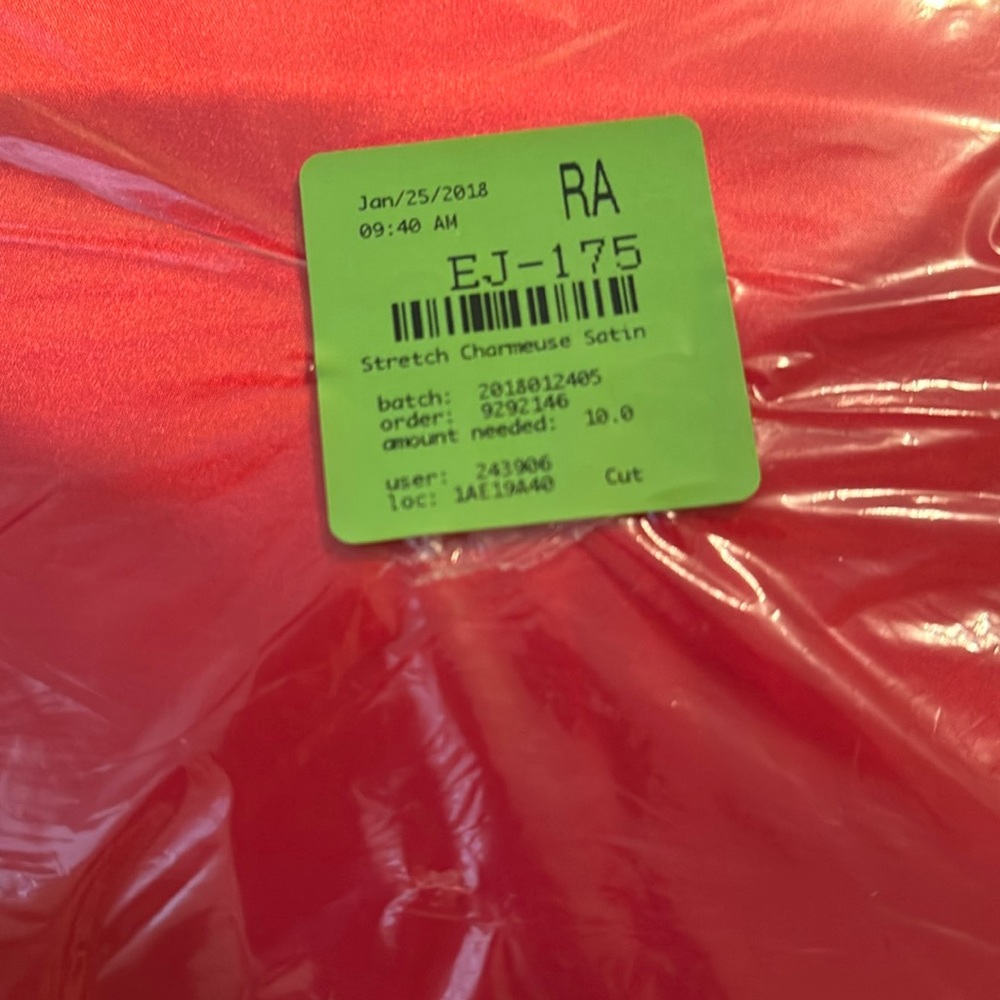 Jan/25/2018 RA
09:40 AM
EJ-175
Stretch Charmeuse Satin
batch: 2018012405
order: 9292146
amount needed: 10.0
user: 243906
loc: 1AE19A40 Cut